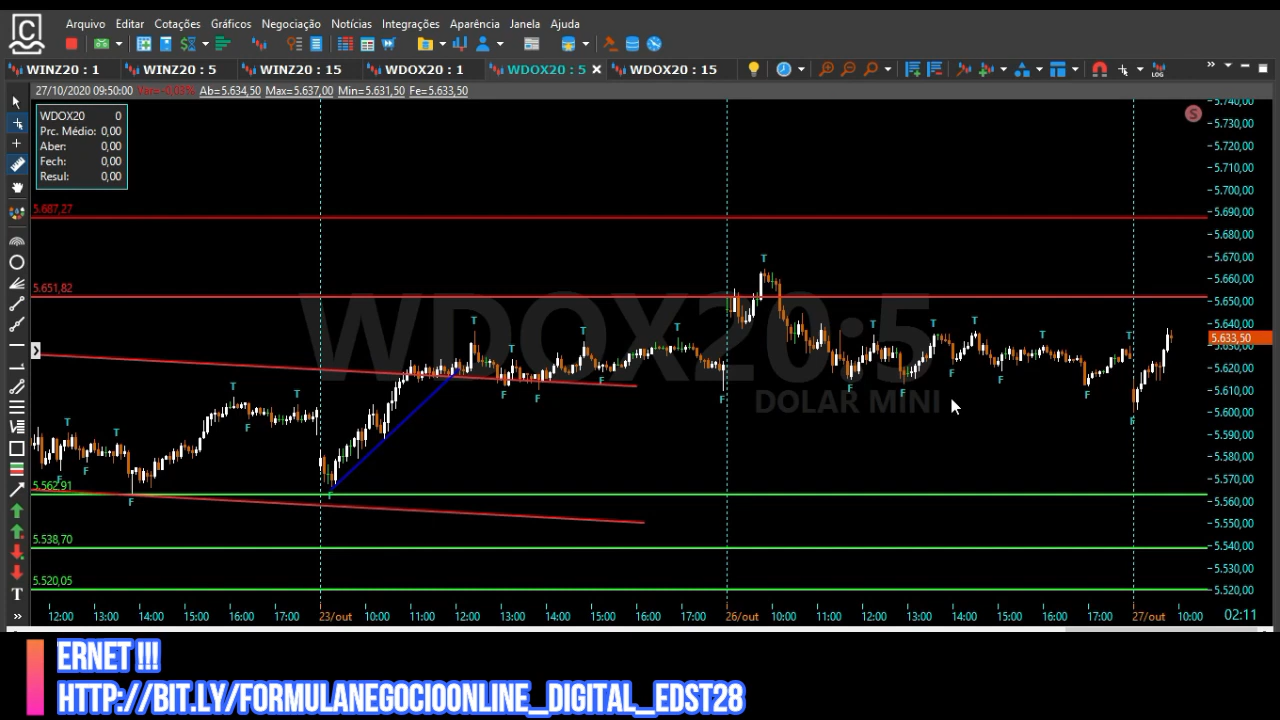 Arquivo Editar Cotações Gráficos Negociação Notícias Integrações Aparência Janela Ajuda
WINZ20 : 1 WINZ20 : 5 WINZ20 : 15 WDOX20 : 1 WDOX20 : 5 WDOX20 : 15 LOG
27/10/2020 09:50:00 Var=-0,03% Ab=5.634,50 Max=5.637,00 Min=5.631,50 Fe=5.633,50
WDOX20 0
Prc. Médio: 0,00
Aber: 0,00
Fech: 0,00
Resul: 0,00
S
5.740,00
5.730,00
5.720,00
5.710,00
5.700,00
5.690,00
5.680,00
5.670,00
5.660,00
5.650,00
5.640,00
5.633,50
5.630,00
5.620,00
5.610,00
5.600,00
5.590,00
5.580,00
5.570,00
5.560,00
5.550,00
5.540,00
5.530,00
5.520,00
5.687,27
5.651,82
5.562,91
5.538,70
5.520,05
WDOX20:5
DOLAR MINI
12:00 13:00 14:00 15:00 16:00 17:00 23/out 10:00 11:00 12:00 13:00 14:00 15:00 16:00 17:00 26/out 10:00 11:00 12:00 13:00 14:00 15:00 16:00 17:00 27/out 10:00 02:11
ERNET !!!
HTTP://BIT.LY/FORMULANEGOCIOONLINE_DIGITAL_EDST28